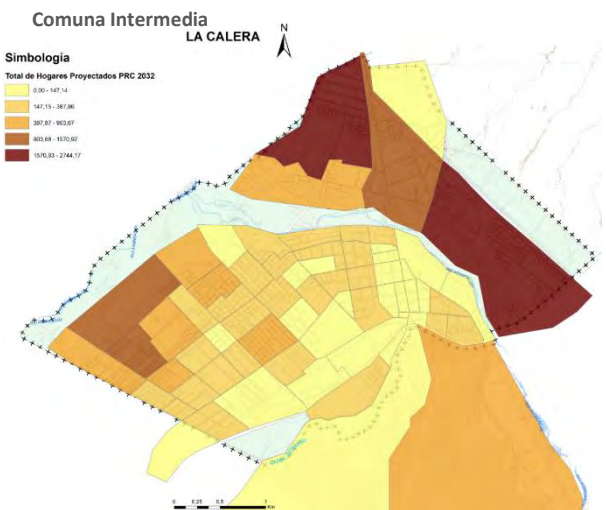 Comuna Intermedia
LA CALERA
N
Simbología
Total de Hogares Proyectados PRC 2032
0,00 - 147,14
147,15 - 387,86
387,87 - 903,67
903,68 - 1570,92
1570,93 - 2744,17
0 0,25 0,5 1
Km